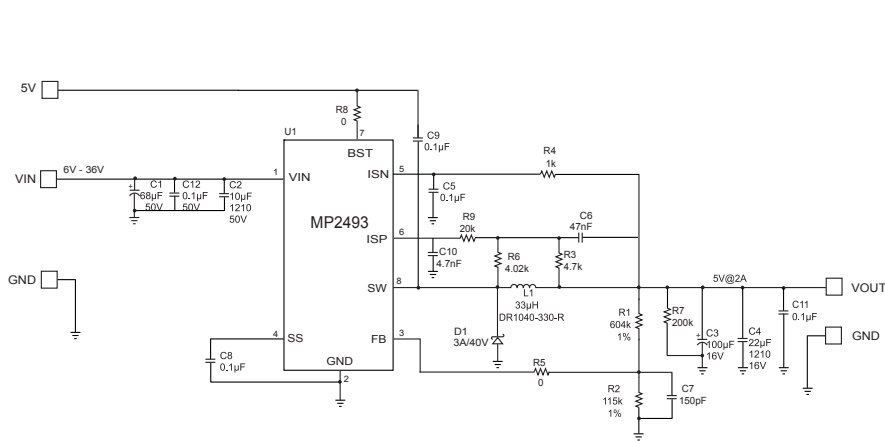 5V
R8
0
U1
7
BST
C9
0.1µF
VIN
6V - 36V
1
VIN
C1
68µF
50V
C12
0.1µF
50V
C2
10µF
1210
50V
MP2493
ISN
5
C5
0.1µF
R4
1k
ISP
6
R9
20k
C6
47nF
C10
4.7nF
R6
4.02k
R3
4.7k
GND
SW
8
L1
33µH
DR1040-330-R
5V@2A
VOUT
D1
3A/40V
R1
604k
1%
R7
200k
C3
100µF
16V
C4
22µF
1210
16V
C11
0.1µF
GND
4
SS
FB
3
C8
0.1µF
GND
2
R5
0
R2
115k
1%
C7
150pF